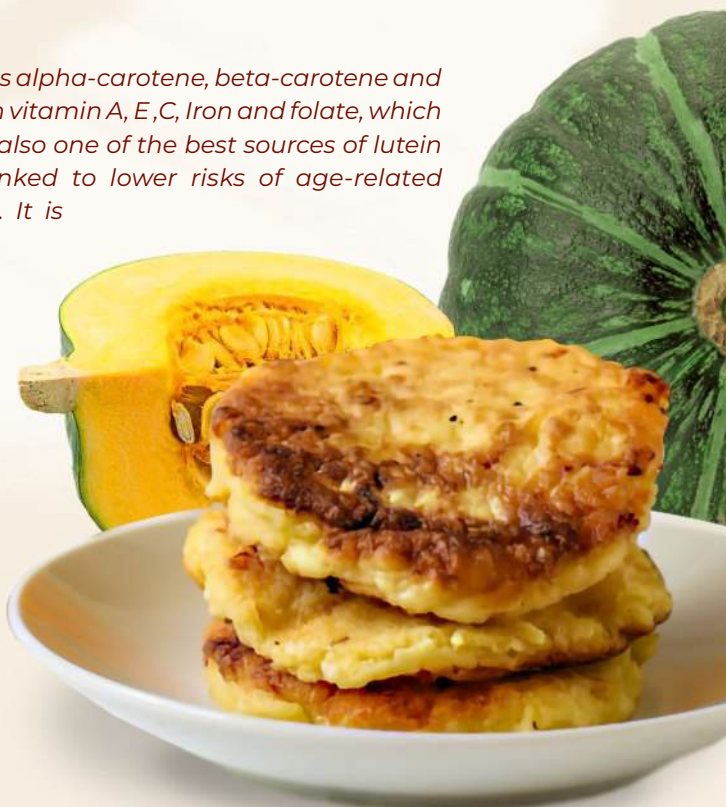 s alpha-carotene, beta-carotene and
vitamin A, E ,C, Iron and folate, which
also one of the best sources of lutein
nked to lower risks of age-related
. It is